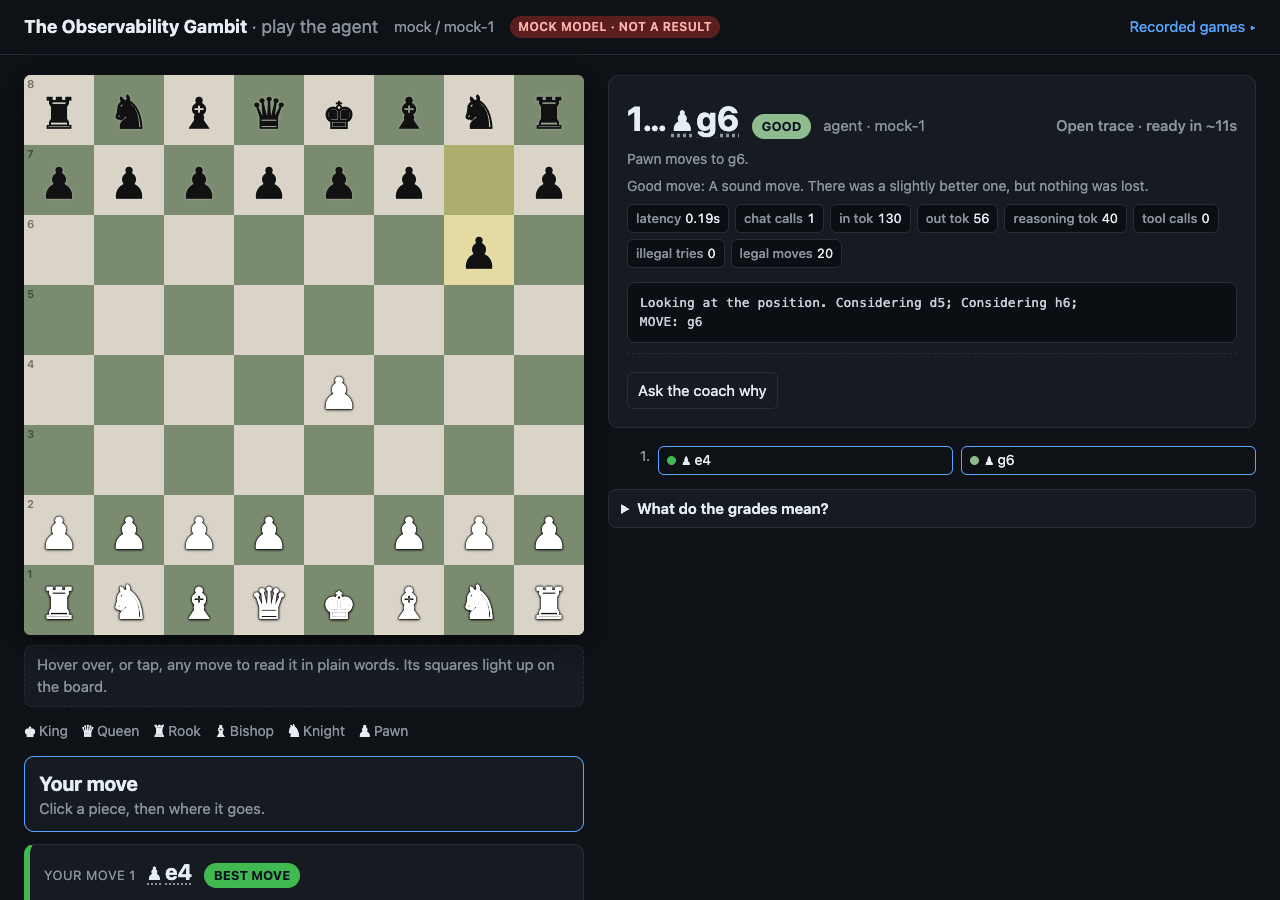 The Observability Gambit · play the agent mock / mock-1 MOCK MODEL · NOT A RESULT Recorded games ▸
8
7
6
5
4
3
2
1
Hover over, or tap, any move to read it in plain words. Its squares light up on
the board.
♚ King ♛ Queen ♜ Rook ♝ Bishop ♞ Knight ♟ Pawn
Your move
Click a piece, then where it goes.
YOUR MOVE 1 ♟ e4 BEST MOVE
1… ♟g6 GOOD agent · mock-1 Open trace · ready in ~11s
Pawn moves to g6.
Good move: A sound move. There was a slightly better one, but nothing was lost.
latency 0.19s chat calls 1 in tok 130 out tok 56 reasoning tok 40 tool calls 0
illegal tries 0 legal moves 20
Looking at the position. Considering d5; Considering h6;
MOVE: g6
Ask the coach why
1. ♟ e4 ♟ g6
▶ What do the grades mean?